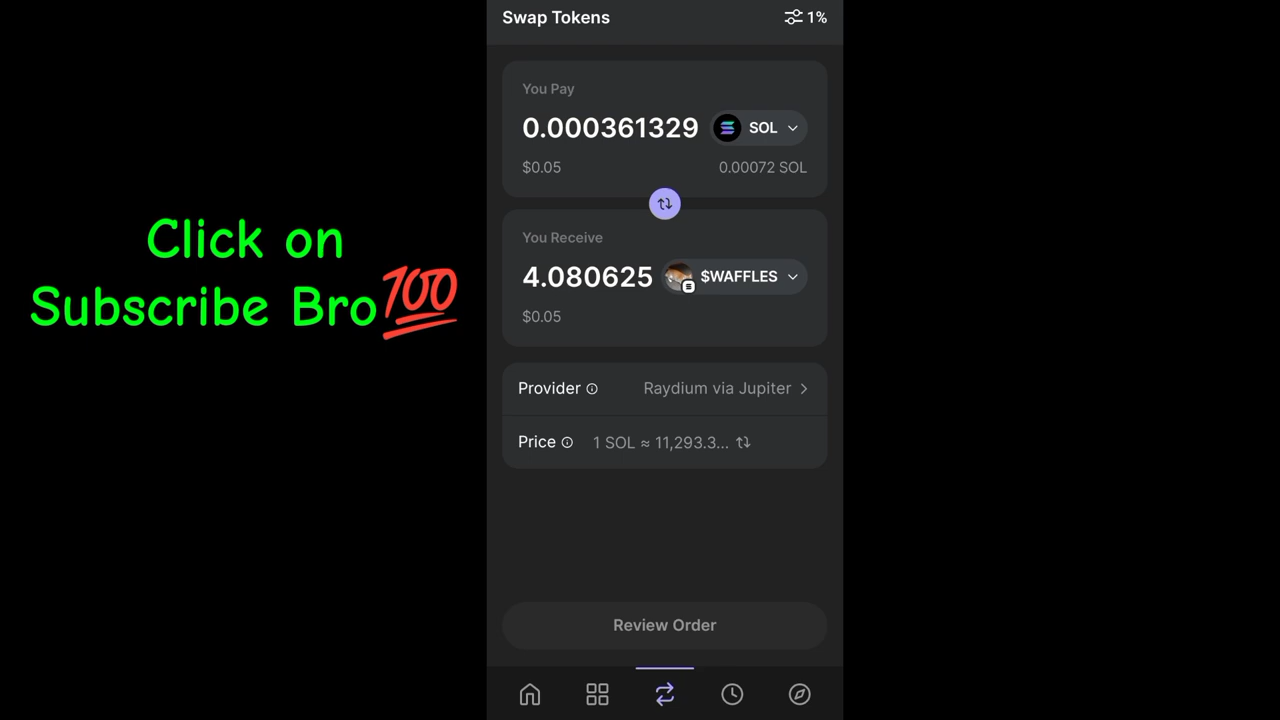 Swap Tokens
1%
You Pay
0.000361329
SOL
$0.05
0.00072 SOL
Click on
Subscribe Bro💯
You Receive
4.080625
$WAFFLES
$0.05
Provider
Raydium via Jupiter
Price
1 SOL ≈ 11,293.3...
Review Order